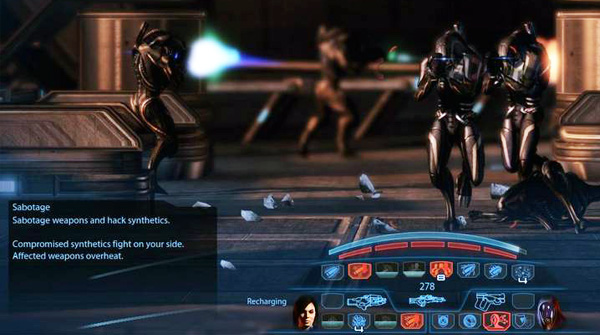 Sabotage
Sabotage weapons and hack synthetics.
Compromised synthetics fight on your side.
Affected weapons overheat.
278
Recharging